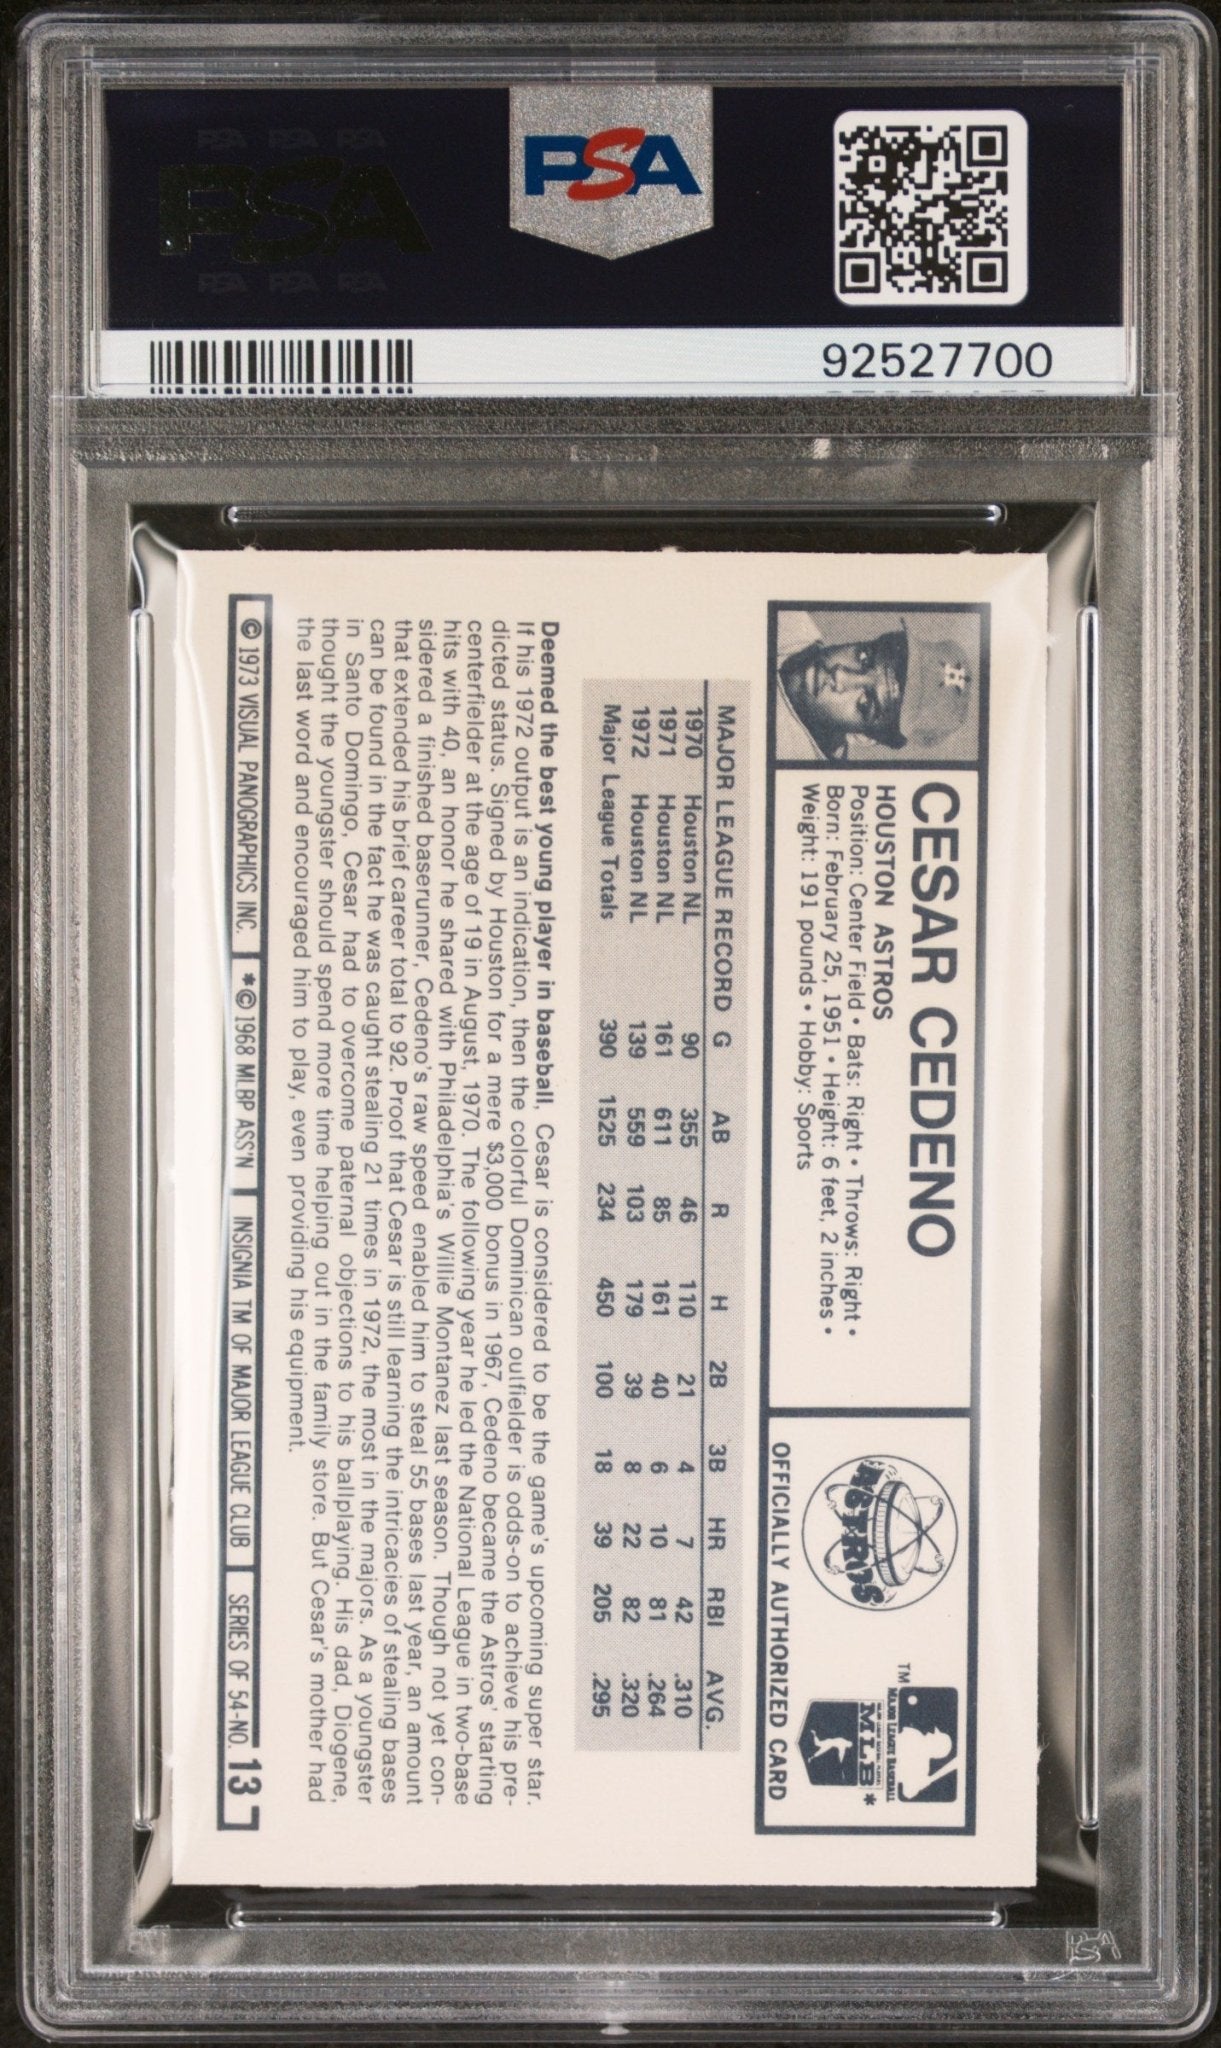 PSA PSA PSA
PSA
PSA PSA PSA
PSA
92527700
CESAR CEDENO
HOUSTON ASTROS
Position: Center Field • Bats: Right • Throws: Right •
Born: February 25, 1951 • Height: 6 feet, 2 inches •
Weight: 191 pounds • Hobby: Sports
ASTROS
TM
MAJOR LEAGUE BASEBALL
MLB *
OFFICIALLY AUTHORIZED CARD
MAJOR LEAGUE RECORD G AB R H 2B 3B HR RBI AVG.
1970 Houston NL 90 355 46 110 21 4 7 42 .310
1971 Houston NL 161 611 85 161 40 6 10 81 .264
1972 Houston NL 139 559 103 179 39 8 22 82 .320
Major League Totals 390 1525 234 450 100 18 39 205 .295
Deemed the best young player in baseball, Cesar is considered to be the game's upcoming super star.
If his 1972 output is an indication, then the colorful Dominican outfielder is odds-on to achieve his pre-
dicted status. Signed by Houston for a mere $3,000 bonus in 1967, Cedeno became the Astros' starting
centerfielder at the age of 19 in August, 1970. The following year he led the National League in two-base
hits with 40, an honor he shared with Philadelphia's Willie Montanez last season. Though not yet con-
sidered a finished baserunner, Cedeno's raw speed enabled him to steal 55 bases last year, an amount
that extended his brief career total to 92. Proof that Cesar is still learning the intricacies of stealing bases
can be found in the fact he was caught stealing 21 times in 1972, the most in the majors. As a youngster
in Santo Domingo, Cesar had to overcome paternal objections to his ballplaying. His dad, Diogene,
thought the youngster should spend more time helping out in the family store. But Cesar's mother had
the last word and encouraged him to play, even providing his equipment.
© 1973 VISUAL PANOGRAPHICS INC. *© 1968 MLBP ASS'N INSIGNIA TM OF MAJOR LEAGUE CLUB SERIES OF 54-NO. 13
PSA